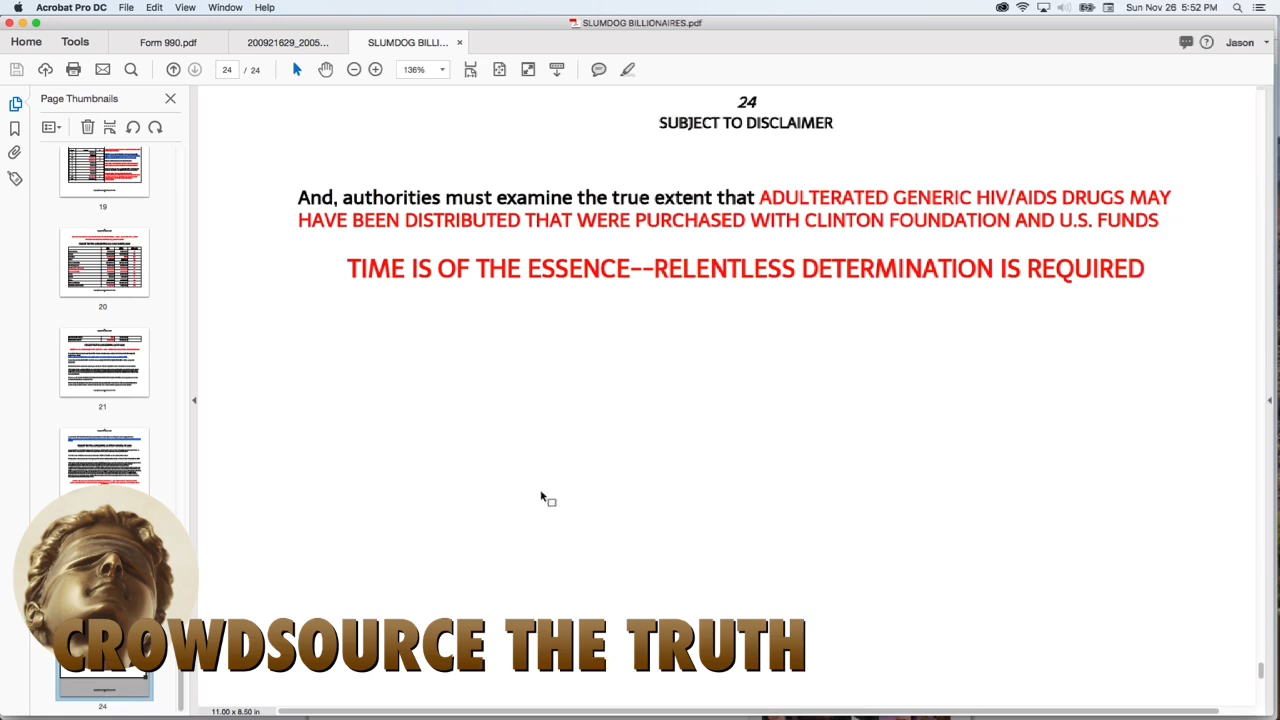 Acrobat Pro DC File Edit View Window Help Sun Nov 26 5:52 PM
SLUMDOG BILLIONAIRES.pdf
Home Tools Form 990.pdf 200921629_2005... SLUMDOG BILLI... × Jason
24 / 24 136%
Page Thumbnails
19
20
21
24
24
SUBJECT TO DISCLAIMER
And, authorities must examine the true extent that ADULTERATED GENERIC HIV/AIDS DRUGS MAY
HAVE BEEN DISTRIBUTED THAT WERE PURCHASED WITH CLINTON FOUNDATION AND U.S. FUNDS
TIME IS OF THE ESSENCE--RELENTLESS DETERMINATION IS REQUIRED
CROWDSOURCE THE TRUTH
11.00 x 8.50 in